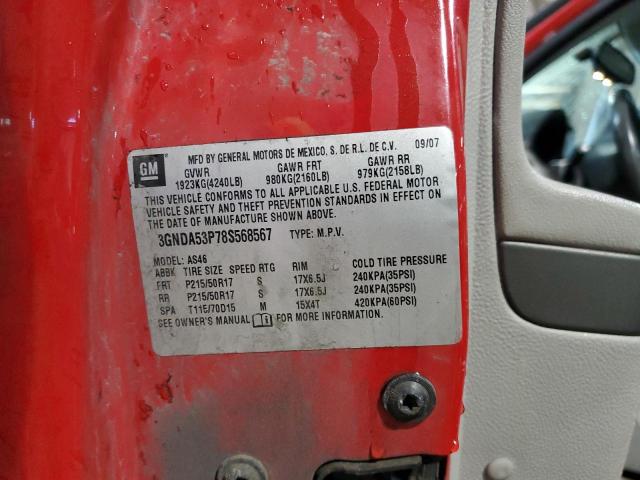 GM
MFD BY GENERAL MOTORS DE MEXICO, S. DE R.L. DE C.V. 09/07
GVWR GAWR FRT GAWR RR
1923KG(4240LB) 980KG(2160LB) 979KG(2158LB)
THIS VEHICLE CONFORMS TO ALL APPLICABLE U.S. FEDERAL MOTOR
VEHICLE SAFETY AND THEFT PREVENTION STANDARDS IN EFFECT ON
THE DATE OF MANUFACTURE SHOWN ABOVE.
3GNDA53P78S568567 TYPE: M.P.V.
MODEL: AS46
ABBK TIRE SIZE SPEED RTG RIM COLD TIRE PRESSURE
FRT P215/50R17 S 17X6.5J 240KPA(35PSI)
RR P215/50R17 S 17X6.5J 240KPA(35PSI)
SPA T115/70D15 M 15X4T 420KPA(60PSI)
SEE OWNER'S MANUAL FOR MORE INFORMATION.